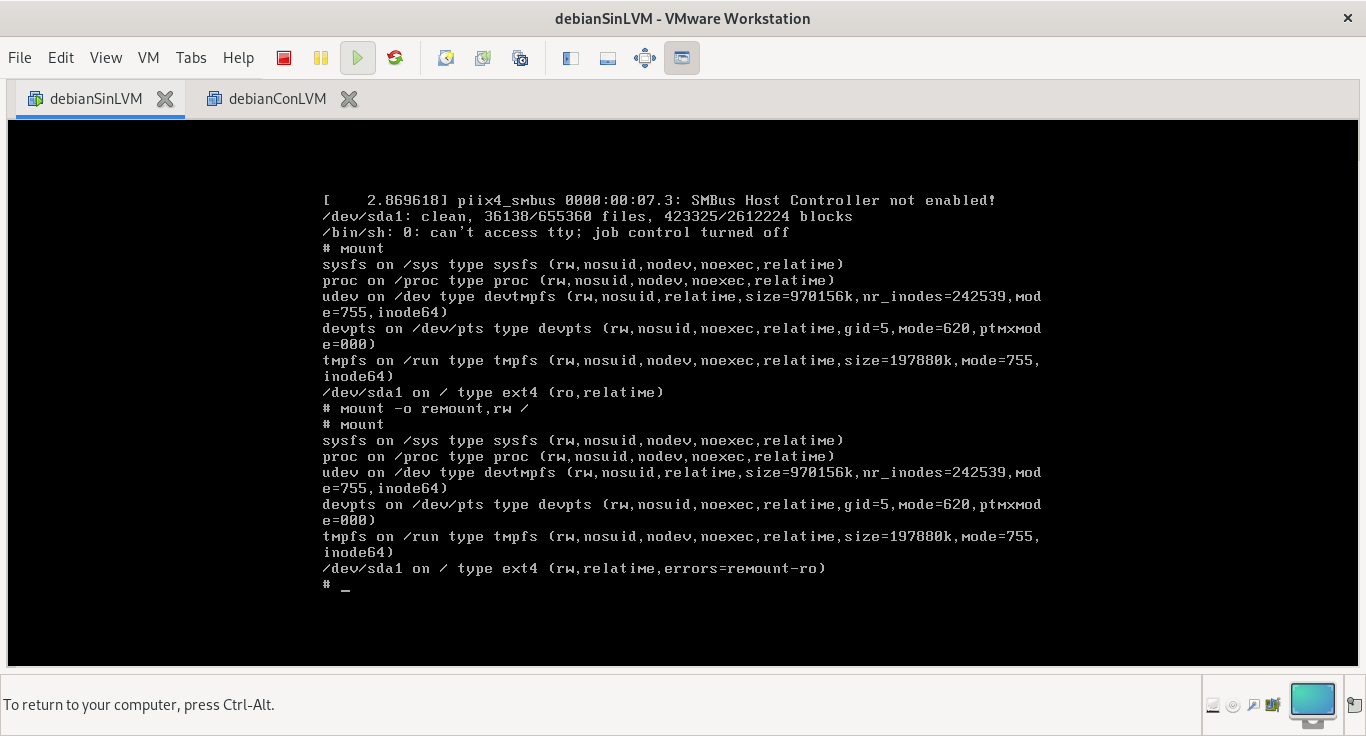 debianSinLVM - VMware Workstation
File Edit View VM Tabs Help
debianSinLVM debianConLVM
[    2.869618] piix4_smbus 0000:00:07.3: SMBus Host Controller not enabled!
/dev/sda1: clean, 36138/655360 files, 423325/2612224 blocks
/bin/sh: 0: can't access tty; job control turned off
# mount
sysfs on /sys type sysfs (rw,nosuid,nodev,noexec,relatime)
proc on /proc type proc (rw,nosuid,nodev,noexec,relatime)
udev on /dev type devtmpfs (rw,nosuid,relatime,size=970156k,nr_inodes=242539,mod
e=755,inode64)
devpts on /dev/pts type devpts (rw,nosuid,noexec,relatime,gid=5,mode=620,ptmxmod
e=000)
tmpfs on /run type tmpfs (rw,nosuid,nodev,noexec,relatime,size=197880k,mode=755,
inode64)
/dev/sda1 on / type ext4 (ro,relatime)
# mount -o remount,rw /
# mount
sysfs on /sys type sysfs (rw,nosuid,nodev,noexec,relatime)
proc on /proc type proc (rw,nosuid,nodev,noexec,relatime)
udev on /dev type devtmpfs (rw,nosuid,relatime,size=970156k,nr_inodes=242539,mod
e=755,inode64)
devpts on /dev/pts type devpts (rw,nosuid,noexec,relatime,gid=5,mode=620,ptmxmod
e=000)
tmpfs on /run type tmpfs (rw,nosuid,nodev,noexec,relatime,size=197880k,mode=755,
inode64)
/dev/sda1 on / type ext4 (rw,relatime,errors=remount-ro)
# _
To return to your computer, press Ctrl-Alt.